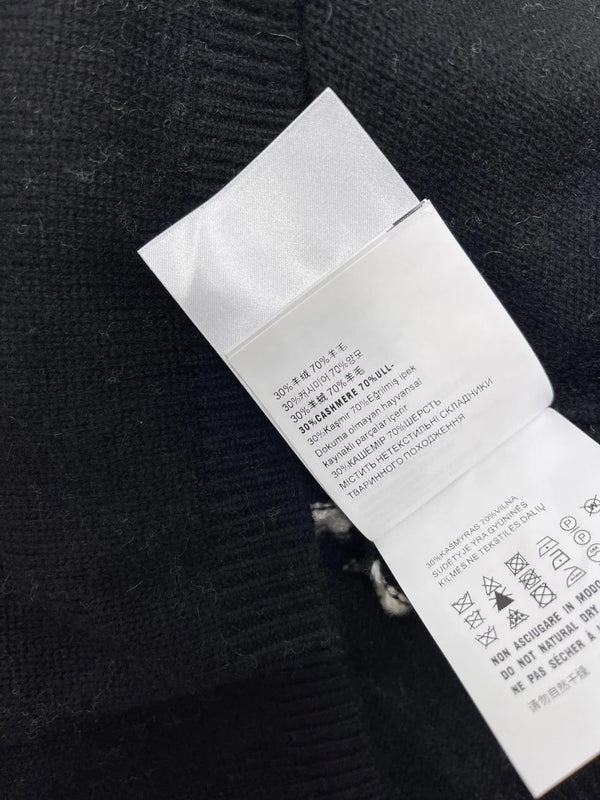 30%羊绒 70%羊毛
30%캐시미어 70%양모
30%羊绒 70%羊毛
30%CASHMERE 70%ULL-
30%Kaşmir 70%Eğrilmiş ipek
Dokuma olmayan hayvansal
kaynaklı parçalar içerir
30%КАШЕМІР 70%ШЕРСТЬ
МІСТИТЬ НЕТЕКСТИЛЬНІ СКЛАДНИКИ
ТВАРИННОГО ПОХОДЖЕННЯ
30%KAŠMYRAS 70%VILNA
SUDĖTYJE YRA GYŪNINĖS
KILMĖS NE TEKSTILĖS DALIŲ
NON ASCIUGARE IN MODO
DO NOT NATURAL DRY
NE PAS SÉCHER À
请勿自然干燥